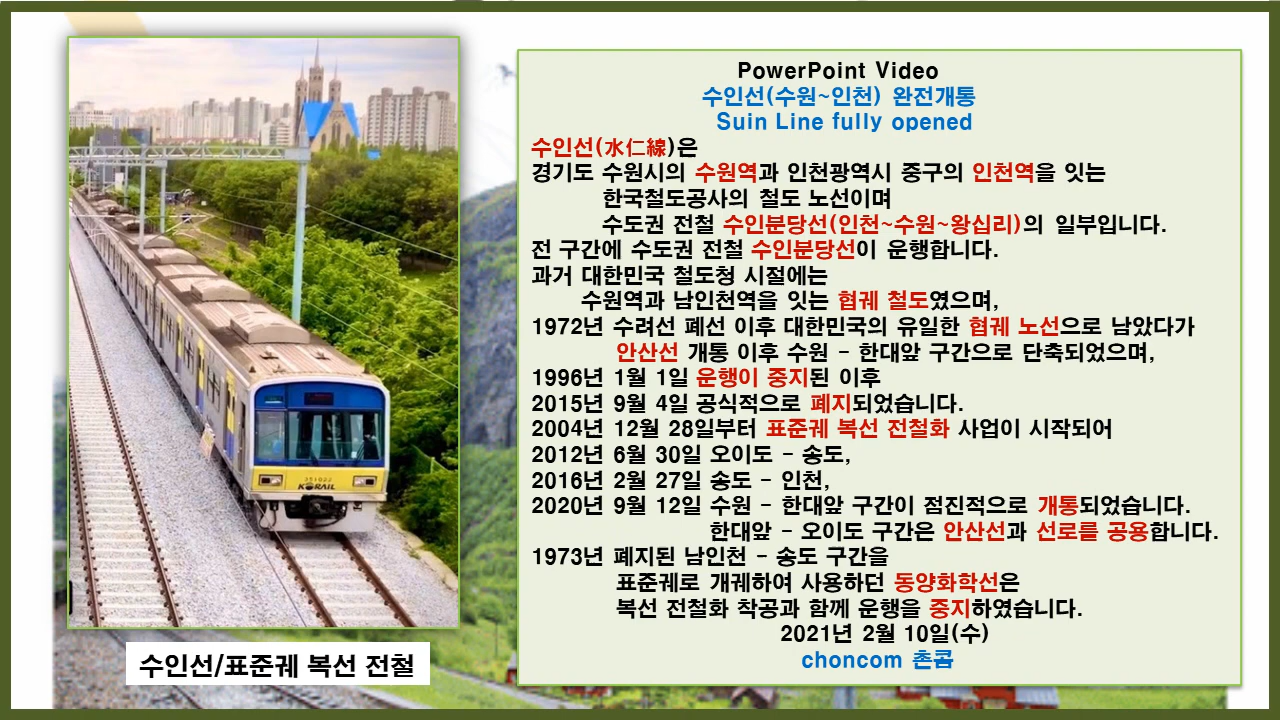 PowerPoint Video
수인선(수원~인천) 완전개통
Suin Line fully opened
수인선(水仁線)은
경기도 수원시의 수원역과 인천광역시 중구의 인천역을 잇는
한국철도공사의 철도 노선이며
수도권 전철 수인분당선(인천~수원~왕십리)의 일부입니다.
전 구간에 수도권 전철 수인분당선이 운행합니다.
과거 대한민국 철도청 시절에는
수원역과 남인천역을 잇는 협궤 철도였으며,
1972년 수려선 폐선 이후 대한민국의 유일한 협궤 노선으로 남았다가
안산선 개통 이후 수원 - 한대앞 구간으로 단축되었으며,
1996년 1월 1일 운행이 중지된 이후
2015년 9월 4일 공식적으로 폐지되었습니다.
2004년 12월 28일부터 표준궤 복선 전철화 사업이 시작되어
2012년 6월 30일 오이도 - 송도,
2016년 2월 27일 송도 - 인천,
2020년 9월 12일 수원 - 한대앞 구간이 점진적으로 개통되었습니다.
한대앞 - 오이도 구간은 안산선과 선로를 공용합니다.
1973년 폐지된 남인천 - 송도 구간을
표준궤로 개궤하여 사용하던 동양화학선은
복선 전철화 착공과 함께 운행을 중지하였습니다.
2021년 2월 10일(수)
choncom 촌콤
351022
KORAIL
수인선/표준궤 복선 전철